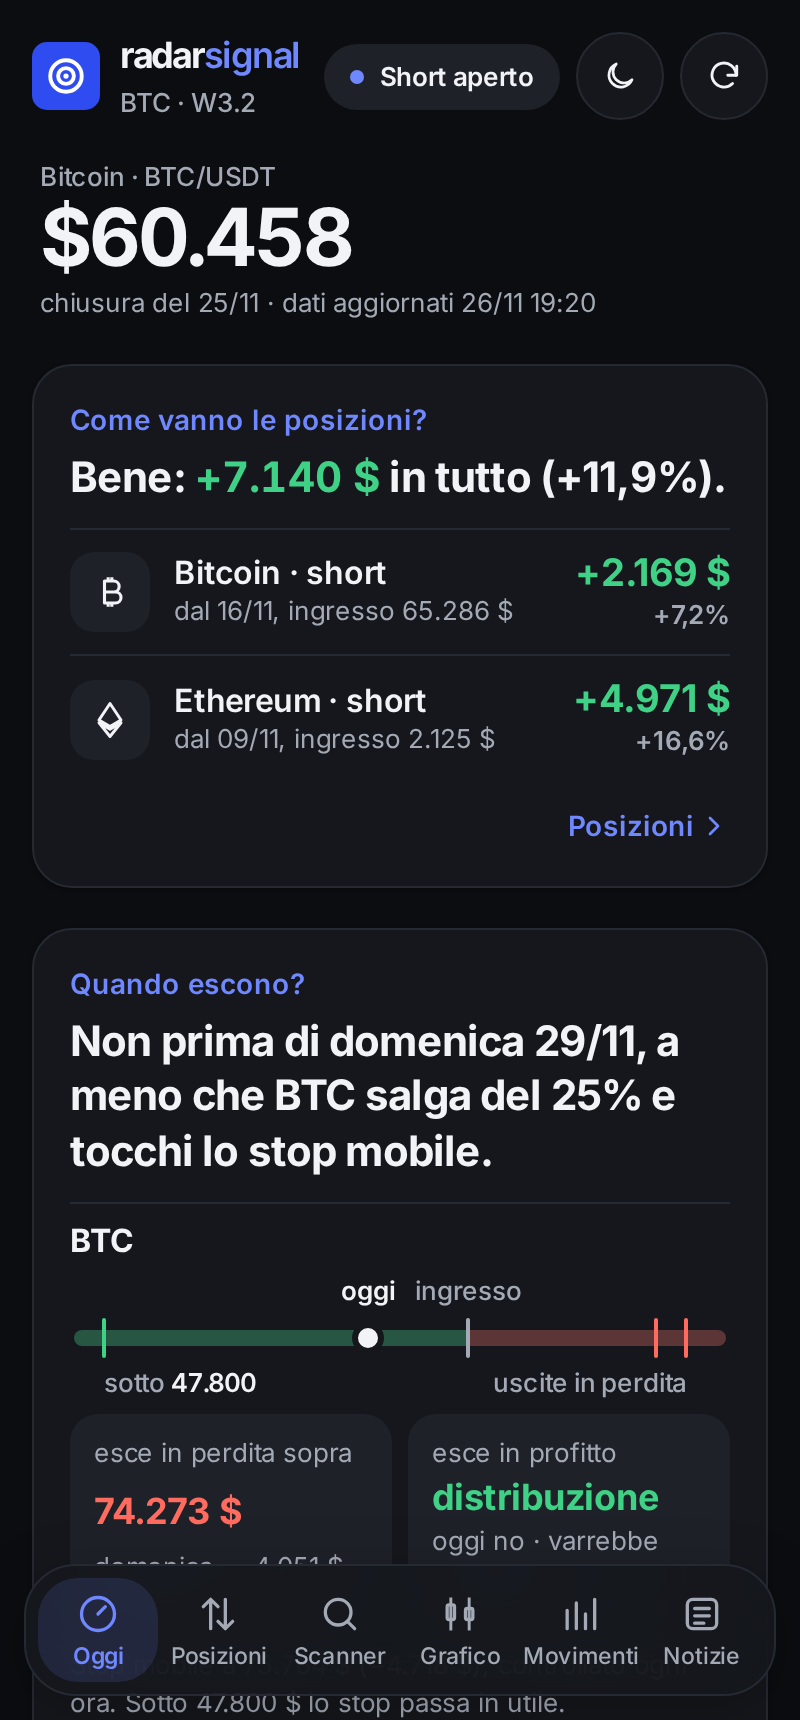 radarsignal
BTC · W3.2
Short aperto
Bitcoin · BTC/USDT
$60.458
chiusura del 25/11 · dati aggiornati 26/11 19:20
Come vanno le posizioni?
Bene: +7.140 $ in tutto (+11,9%).
Bitcoin · short
dal 16/11, ingresso 65.286 $
+2.169 $
+7,2%
Ethereum · short
dal 09/11, ingresso 2.125 $
+4.971 $
+16,6%
Posizioni
Quando escono?
Non prima di domenica 29/11, a
meno che BTC salga del 25% e
tocchi lo stop mobile.
BTC
oggi ingresso
sotto 47.800
uscite in perdita
esce in perdita sopra
74.273 $
esce in profitto
distribuzione
oggi no · varrebbe
Oggi
Posizioni
Scanner
Grafico
Movimenti
Notizie
ora. Sotto 47.800 $ lo stop passa in utile.